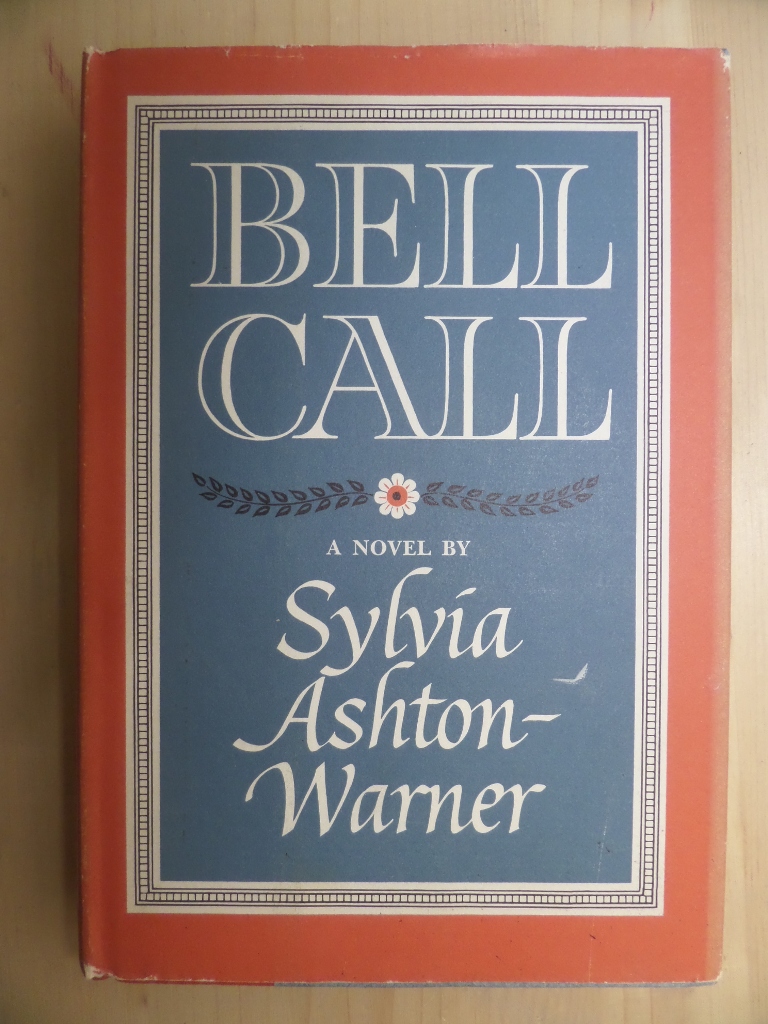 BELL
CALL
A NOVEL BY
Sylvia
Ashton-
Warner